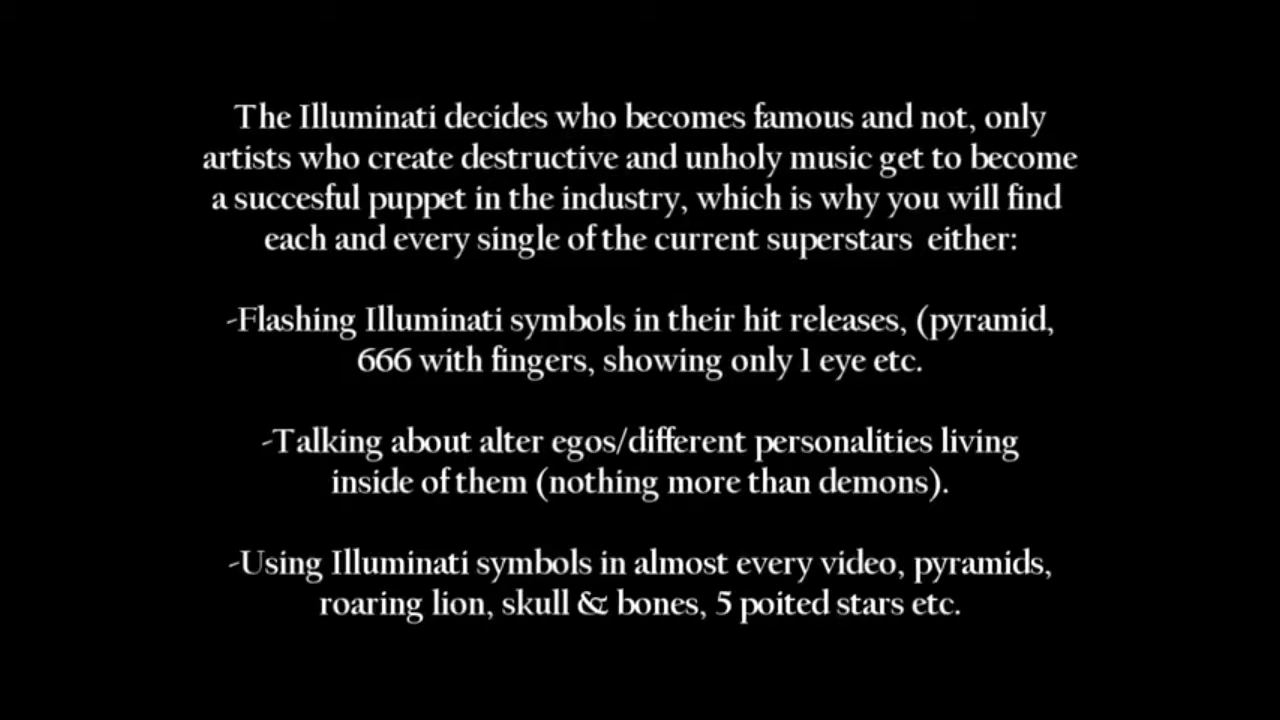 The Illuminati decides who becomes famous and not, only
artists who create destructive and unholy music get to become
a succesful puppet in the industry, which is why you will find
each and every single of the current superstars either:
-Flashing Illuminati symbols in their hit releases, (pyramid,
666 with fingers, showing only 1 eye etc.
-Talking about alter egos/different personalities living
inside of them (nothing more than demons).
-Using Illuminati symbols in almost every video, pyramids,
roaring lion, skull & bones, 5 poited stars etc.